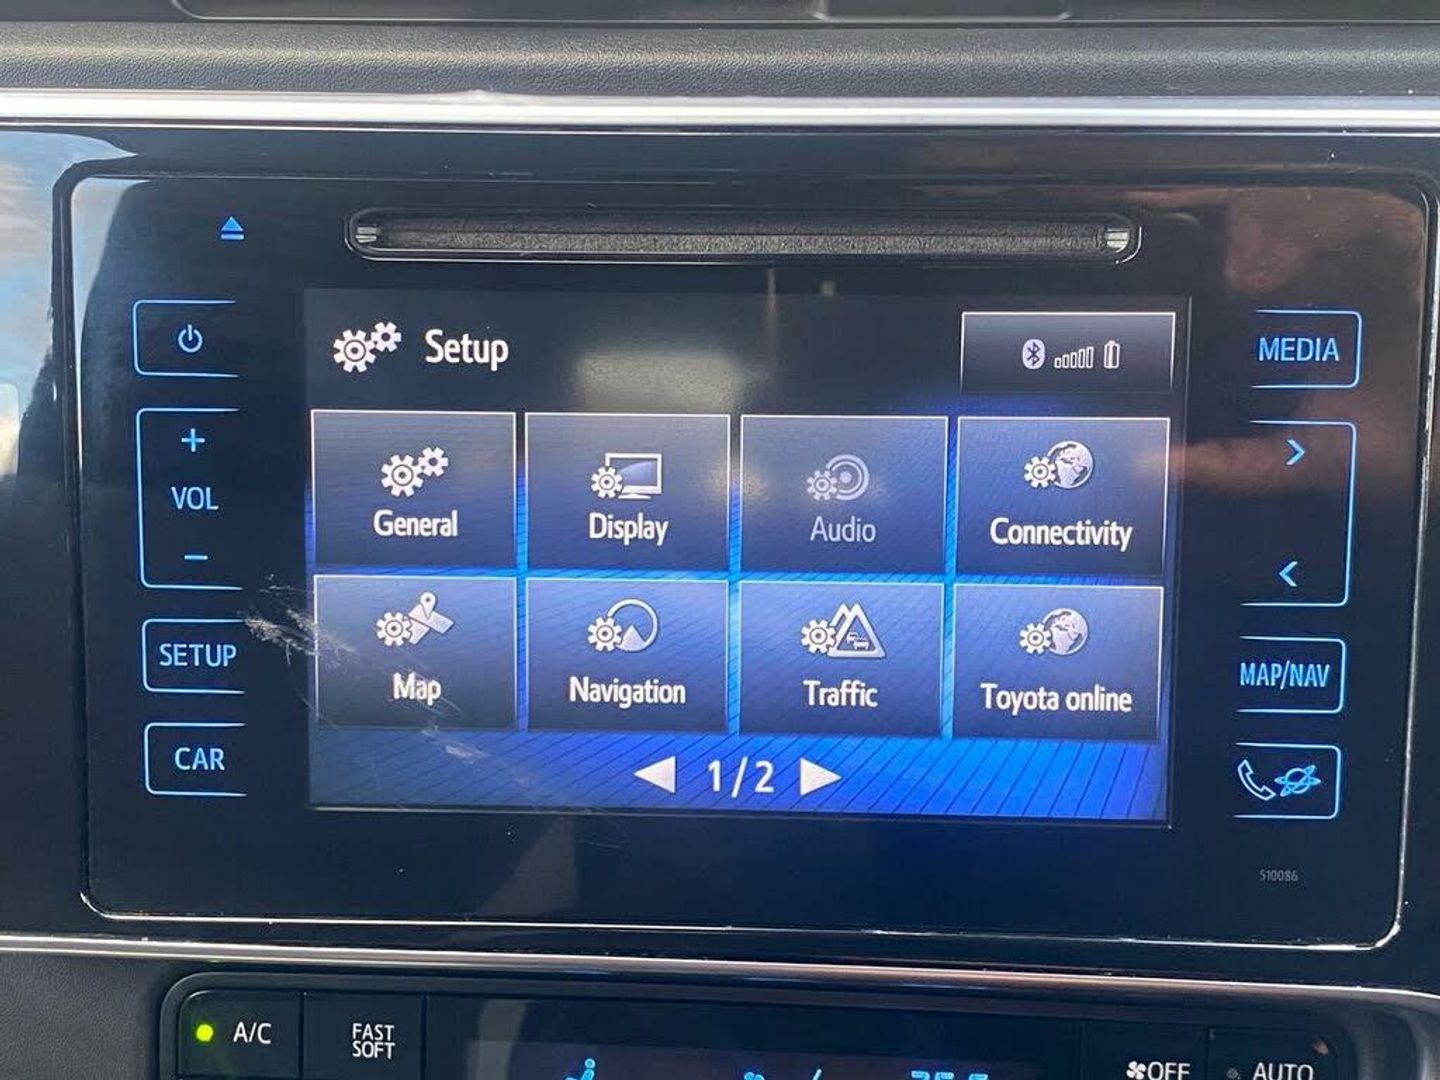 Setup
MEDIA
+
VOL
−
General
Display
Audio
Connectivity
SETUP
Map
Navigation
Traffic
Toyota online
MAP/NAV
CAR
1/2
510086
A/C
FAST
SOFT
OFF
AUTO